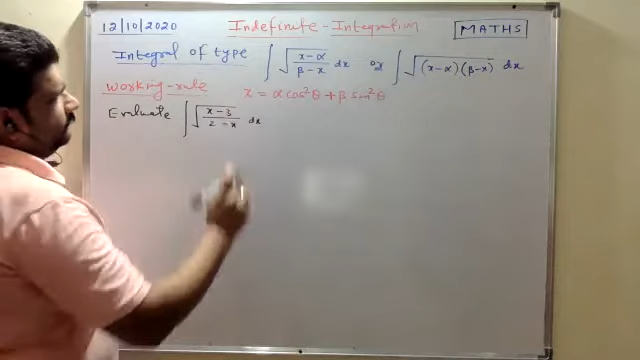 12/10/2020 Indefinite - Integration MATHS
Integral of type ∫ √((x-α)/(β-x)) dx or ∫ √((x-α)(β-x)) dx
Working-rule x = α cos²θ + β sin²θ
Evaluate ∫ √((x-3)/(2-x)) dx